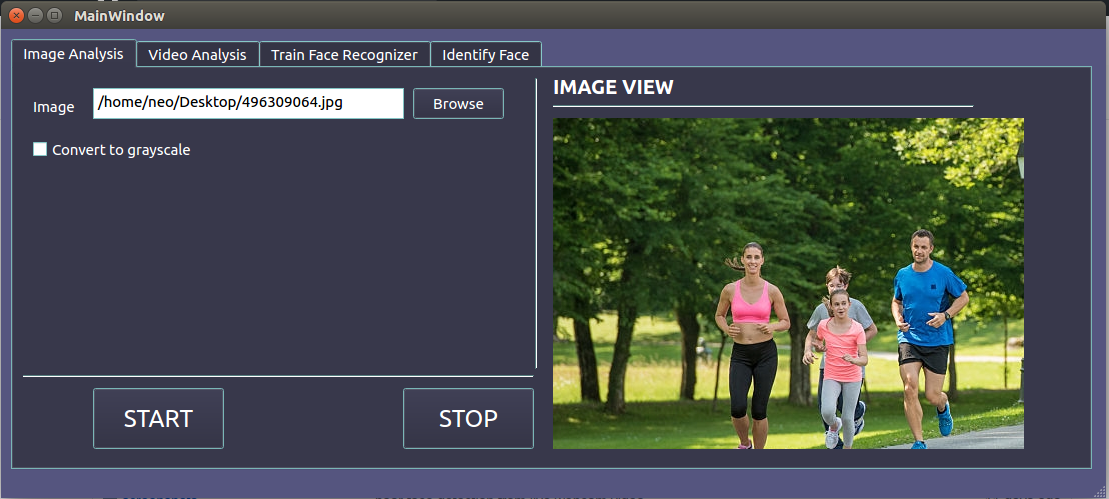 MainWindow
Image Analysis Video Analysis Train Face Recognizer Identify Face
Image /home/neo/Desktop/496309064.jpg Browse
Convert to grayscale
START STOP
IMAGE VIEW